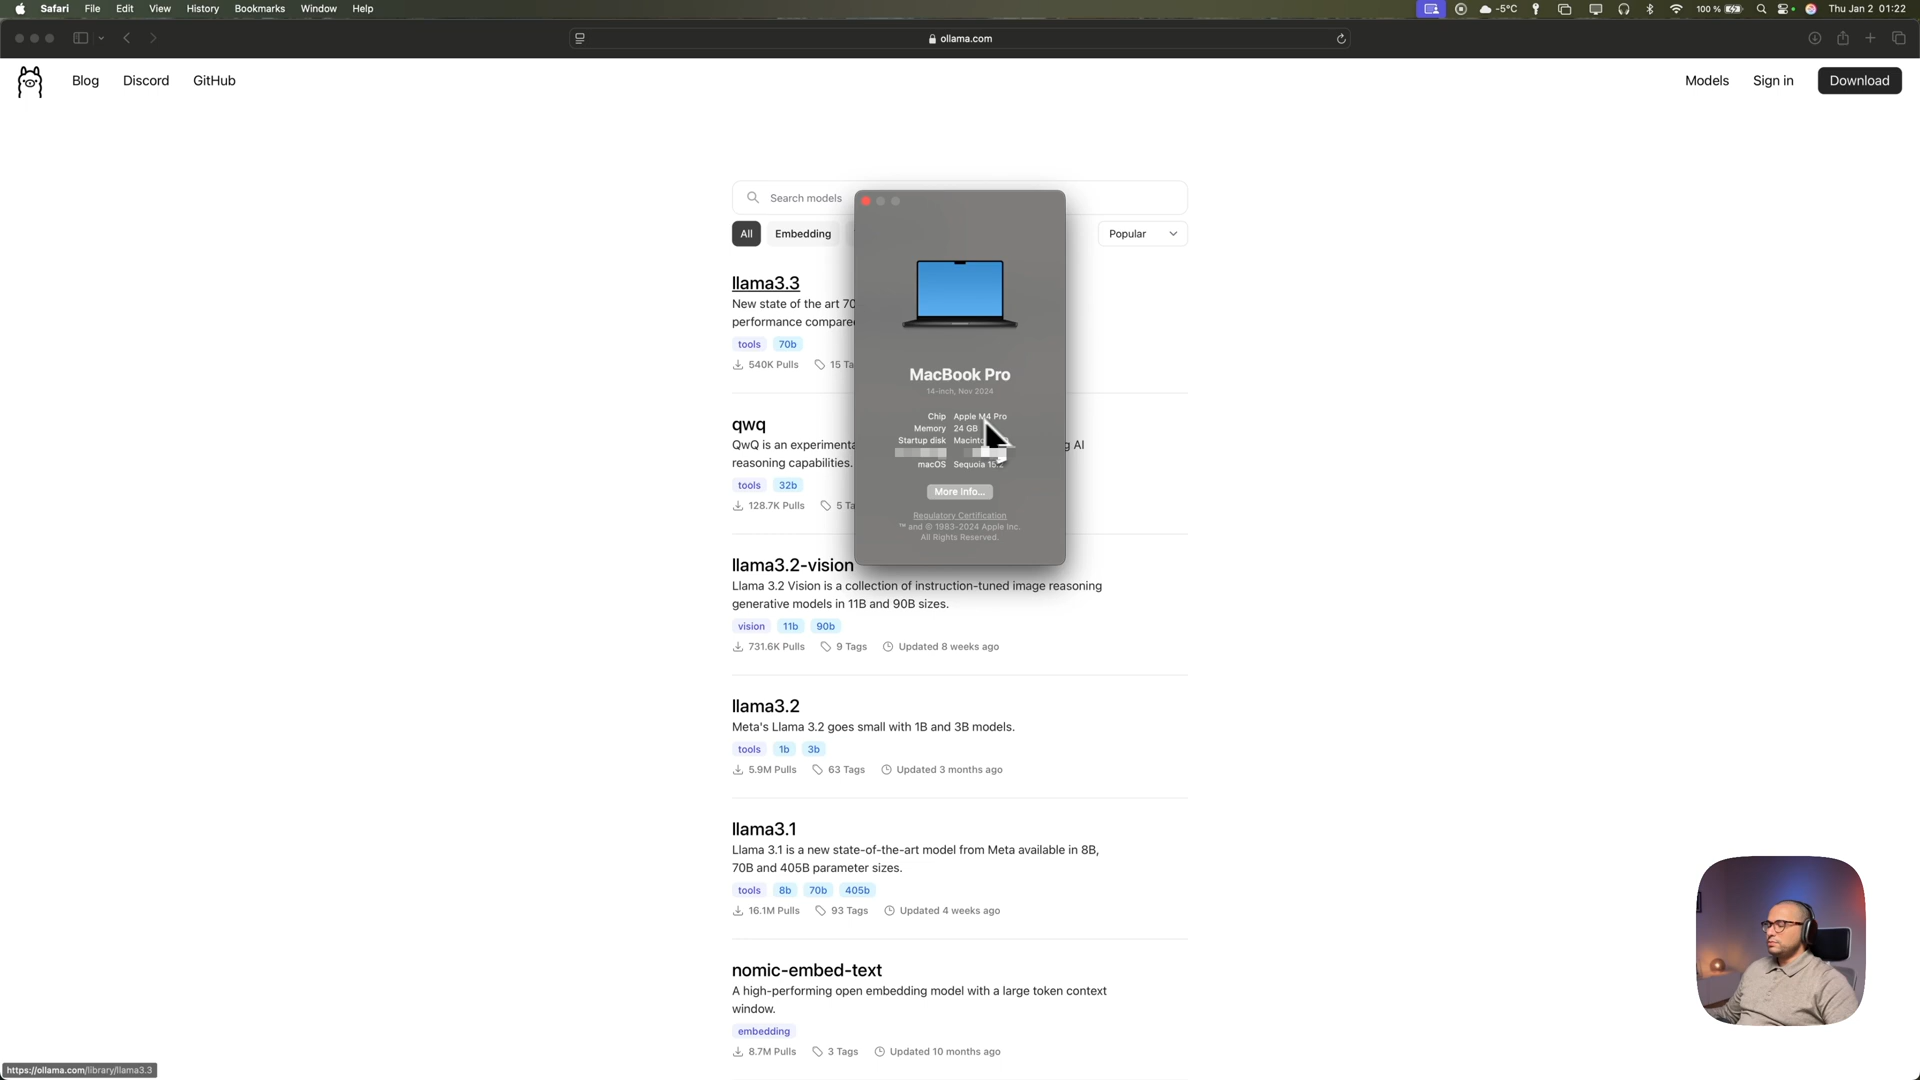 Safari File Edit View History Bookmarks Window Help
-5°C 100 % Thu Jan 2 01:22
ollama.com
Blog Discord GitHub
Models Sign in Download
Search models
All Embedding
Popular
llama3.3
New state of the art 70
performance compared
tools 70b
540K Pulls 15 Ta
qwq
QwQ is an experimenta
g AI
reasoning capabilities.
tools 32b
128.7K Pulls 5 Ta
MacBook Pro
14-inch, Nov 2024
Chip Apple M4 Pro
Memory 24 GB
Startup disk Macint
macOS Sequoia 15.2
More Info...
Regulatory Certification
™ and © 1983-2024 Apple Inc.
All Rights Reserved.
llama3.2-vision
Llama 3.2 Vision is a collection of instruction-tuned image reasoning
generative models in 11B and 90B sizes.
vision 11b 90b
731.6K Pulls 9 Tags Updated 8 weeks ago
llama3.2
Meta's Llama 3.2 goes small with 1B and 3B models.
tools 1b 3b
5.9M Pulls 63 Tags Updated 3 months ago
llama3.1
Llama 3.1 is a new state-of-the-art model from Meta available in 8B,
70B and 405B parameter sizes.
tools 8b 70b 405b
16.1M Pulls 93 Tags Updated 4 weeks ago
nomic-embed-text
A high-performing open embedding model with a large token context
window.
embedding
8.7M Pulls 3 Tags Updated 10 months ago
https://ollama.com/library/llama3.3